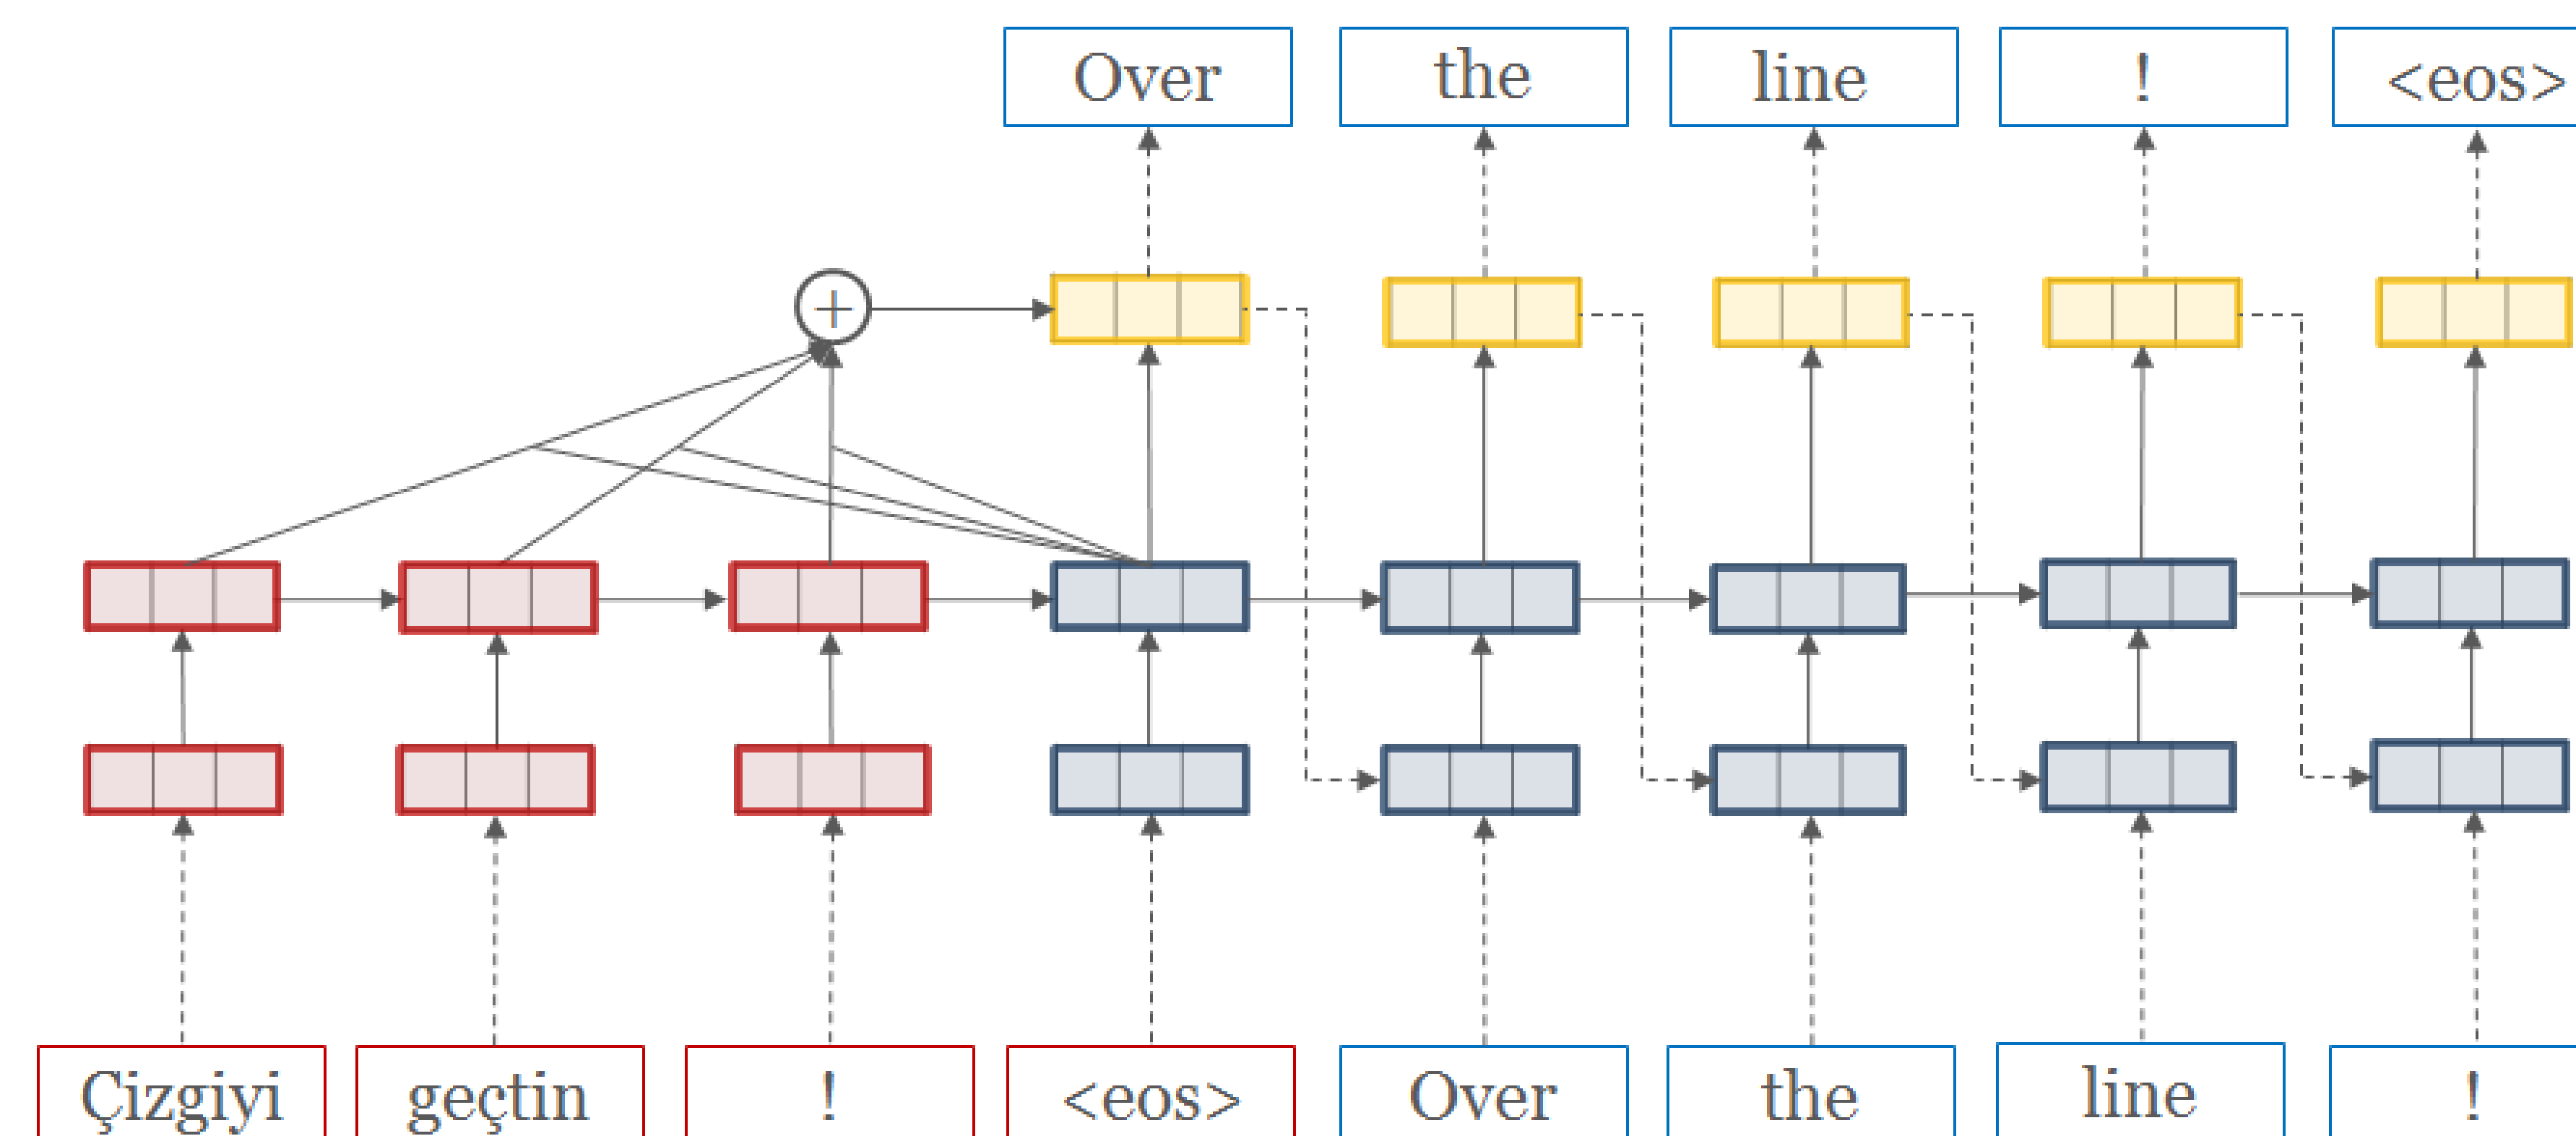 Over the line ! <eos>
+
Çizgiyi geçtin ! <eos> Over the line !